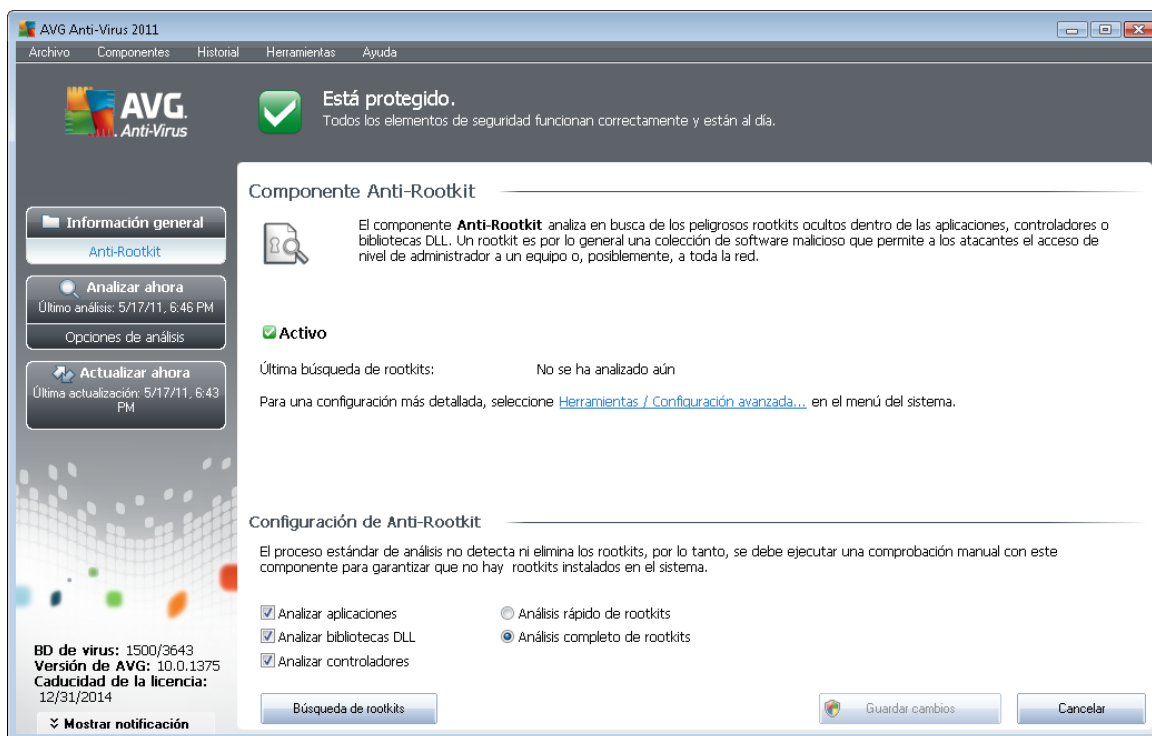 AVG Anti-Virus 2011
Archivo Componentes Historial Herramientas Ayuda
AVG.
Anti-Virus
Está protegido.
Todos los elementos de seguridad funcionan correctamente y están al día.
Información general
Anti-Rootkit
Analizar ahora
Último análisis: 5/17/11, 6:46 PM
Opciones de análisis
Actualizar ahora
Última actualización: 5/17/11, 6:43
PM
BD de virus: 1500/3643
Versión de AVG: 10.0.1375
Caducidad de la licencia:
12/31/2014
Mostrar notificación
Componente Anti-Rootkit
El componente Anti-Rootkit analiza en busca de los peligrosos rootkits ocultos dentro de las aplicaciones, controladores o
bibliotecas DLL. Un rootkit es por lo general una colección de software malicioso que permite a los atacantes el acceso de
nivel de administrador a un equipo o, posiblemente, a toda la red.
Activo
Última búsqueda de rootkits: No se ha analizado aún
Para una configuración más detallada, seleccione Herramientas / Configuración avanzada... en el menú del sistema.
Configuración de Anti-Rootkit
El proceso estándar de análisis no detecta ni elimina los rootkits, por lo tanto, se debe ejecutar una comprobación manual con este
componente para garantizar que no hay rootkits instalados en el sistema.
Analizar aplicaciones Análisis rápido de rootkits
Analizar bibliotecas DLL Análisis completo de rootkits
Analizar controladores
Búsqueda de rootkits Guardar cambios Cancelar